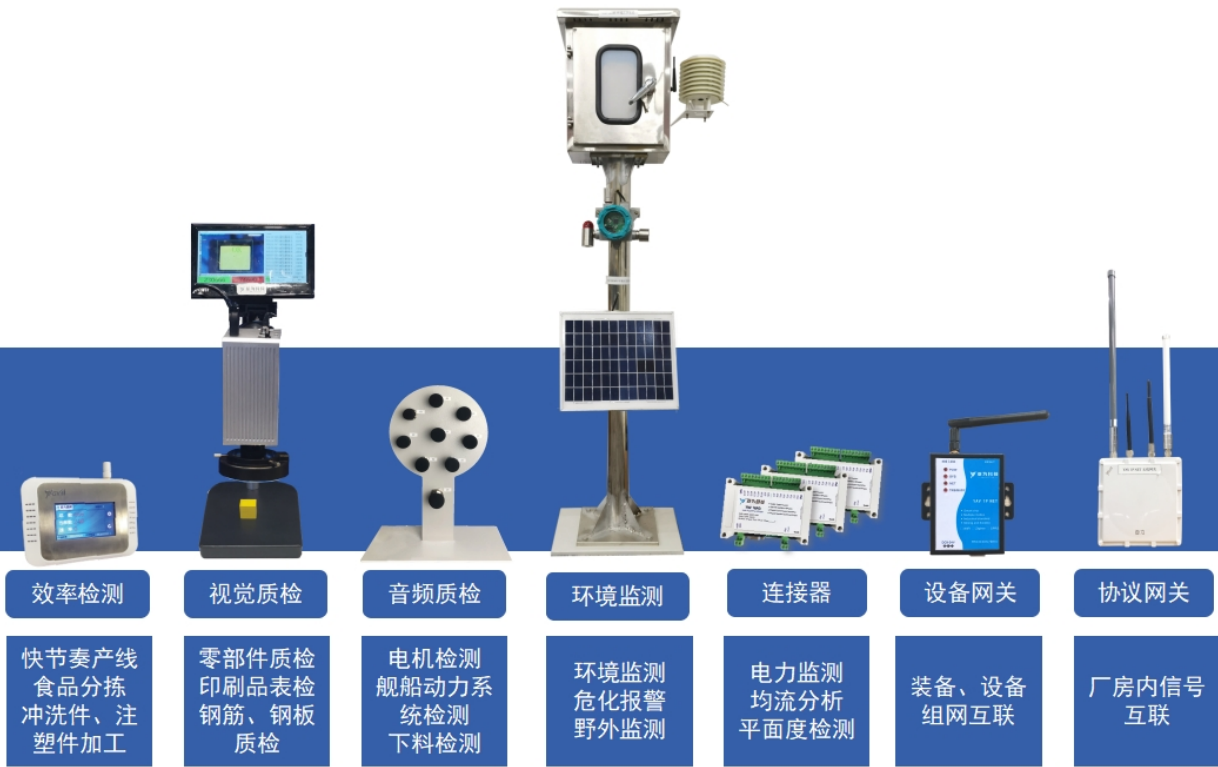 效率检测
视觉质检
音频质检
环境监测
连接器
设备网关
协议网关
快节奏产线
食品分拣
冲洗件、注
塑件加工
零部件质检
印刷品表检
钢筋、钢板
质检
电机检测
舰船动力系
统检测
下料检测
环境监测
危化报警
野外监测
电力监测
均流分析
平面度检测
装备、设备
组网互联
厂房内信号
互联